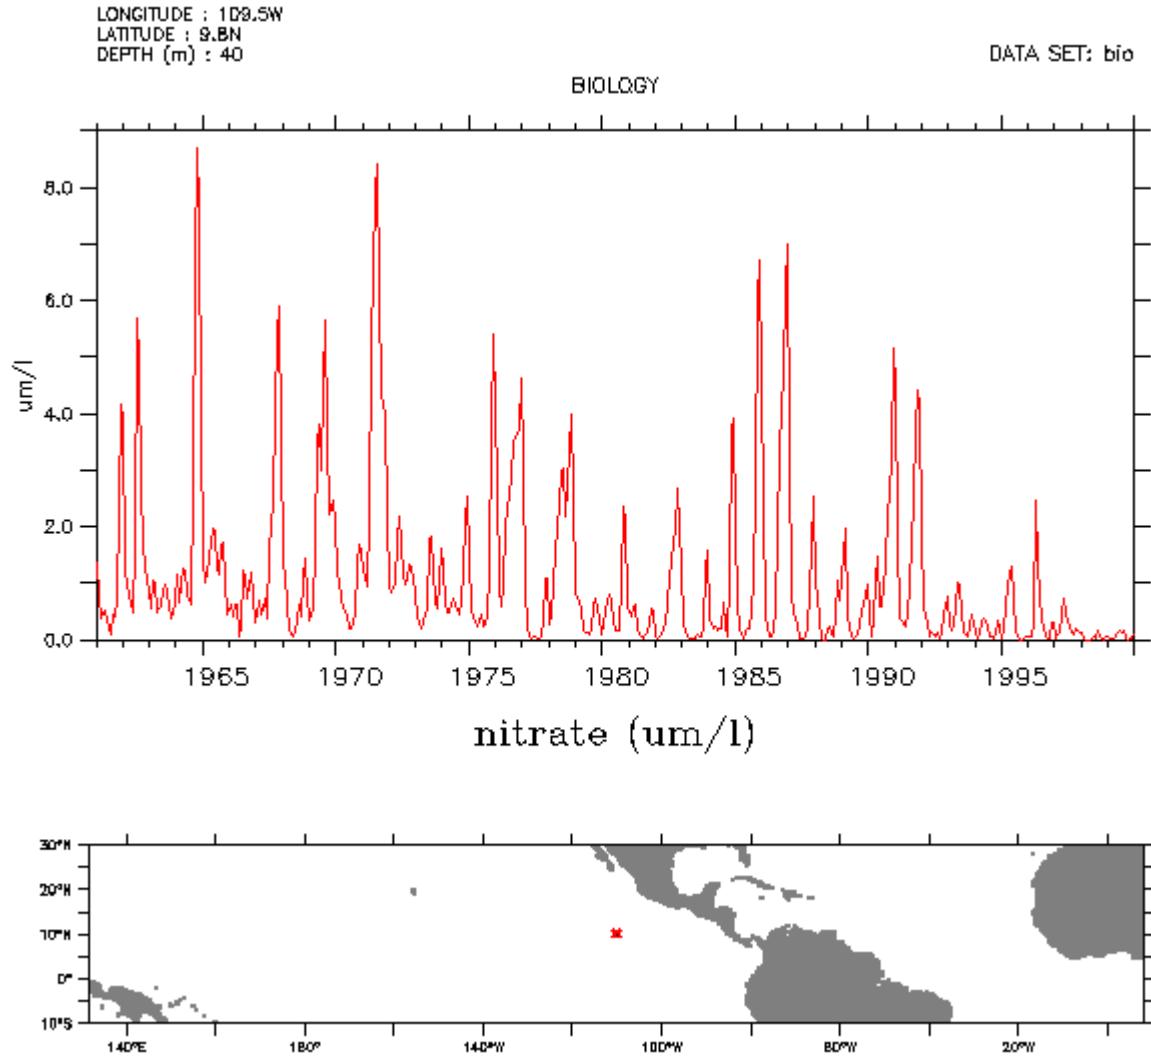 LONGITUDE : 109.5W
LATITUDE : 9.8N
DEPTH (m) : 40
DATA SET: bio
BIOLOGY
8.0
6.0
4.0
2.0
0.0
um/l
1965 1970 1975 1980 1985 1990 1995
nitrate (um/l)
30°N
20°N
10°N
0°
10°S
140°E 180° 140°W 100°W 60°W 20°W